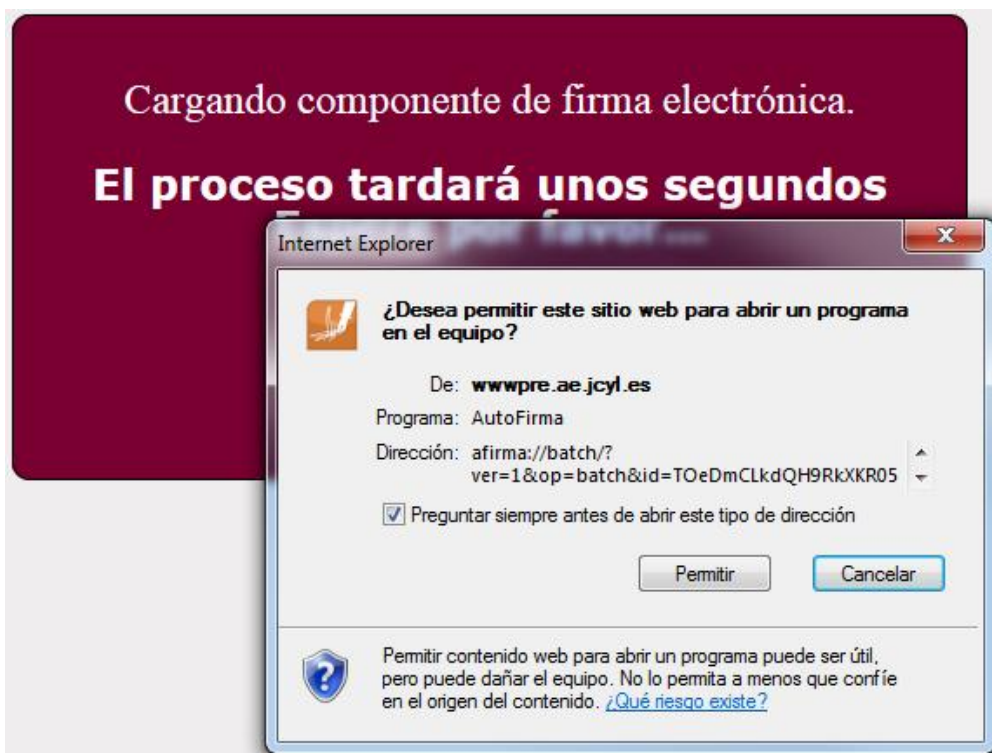 Cargando componente de firma electrónica.
El proceso tardará unos segundos
por favor...
Internet Explorer
x
¿Desea permitir este sitio web para abrir un programa
en el equipo?
De: wwwpre.ae.jcyl.es
Programa: AutoFirma
Dirección: afirma://batch/?
ver=1&op=batch&id=TOeDmCLkdQH9RkXKR05
Preguntar siempre antes de abrir este tipo de dirección
Permitir Cancelar
Permitir contenido web para abrir un programa puede ser útil,
pero puede dañar el equipo. No lo permita a menos que confíe
en el origen del contenido. ¿Qué riesgo existe?